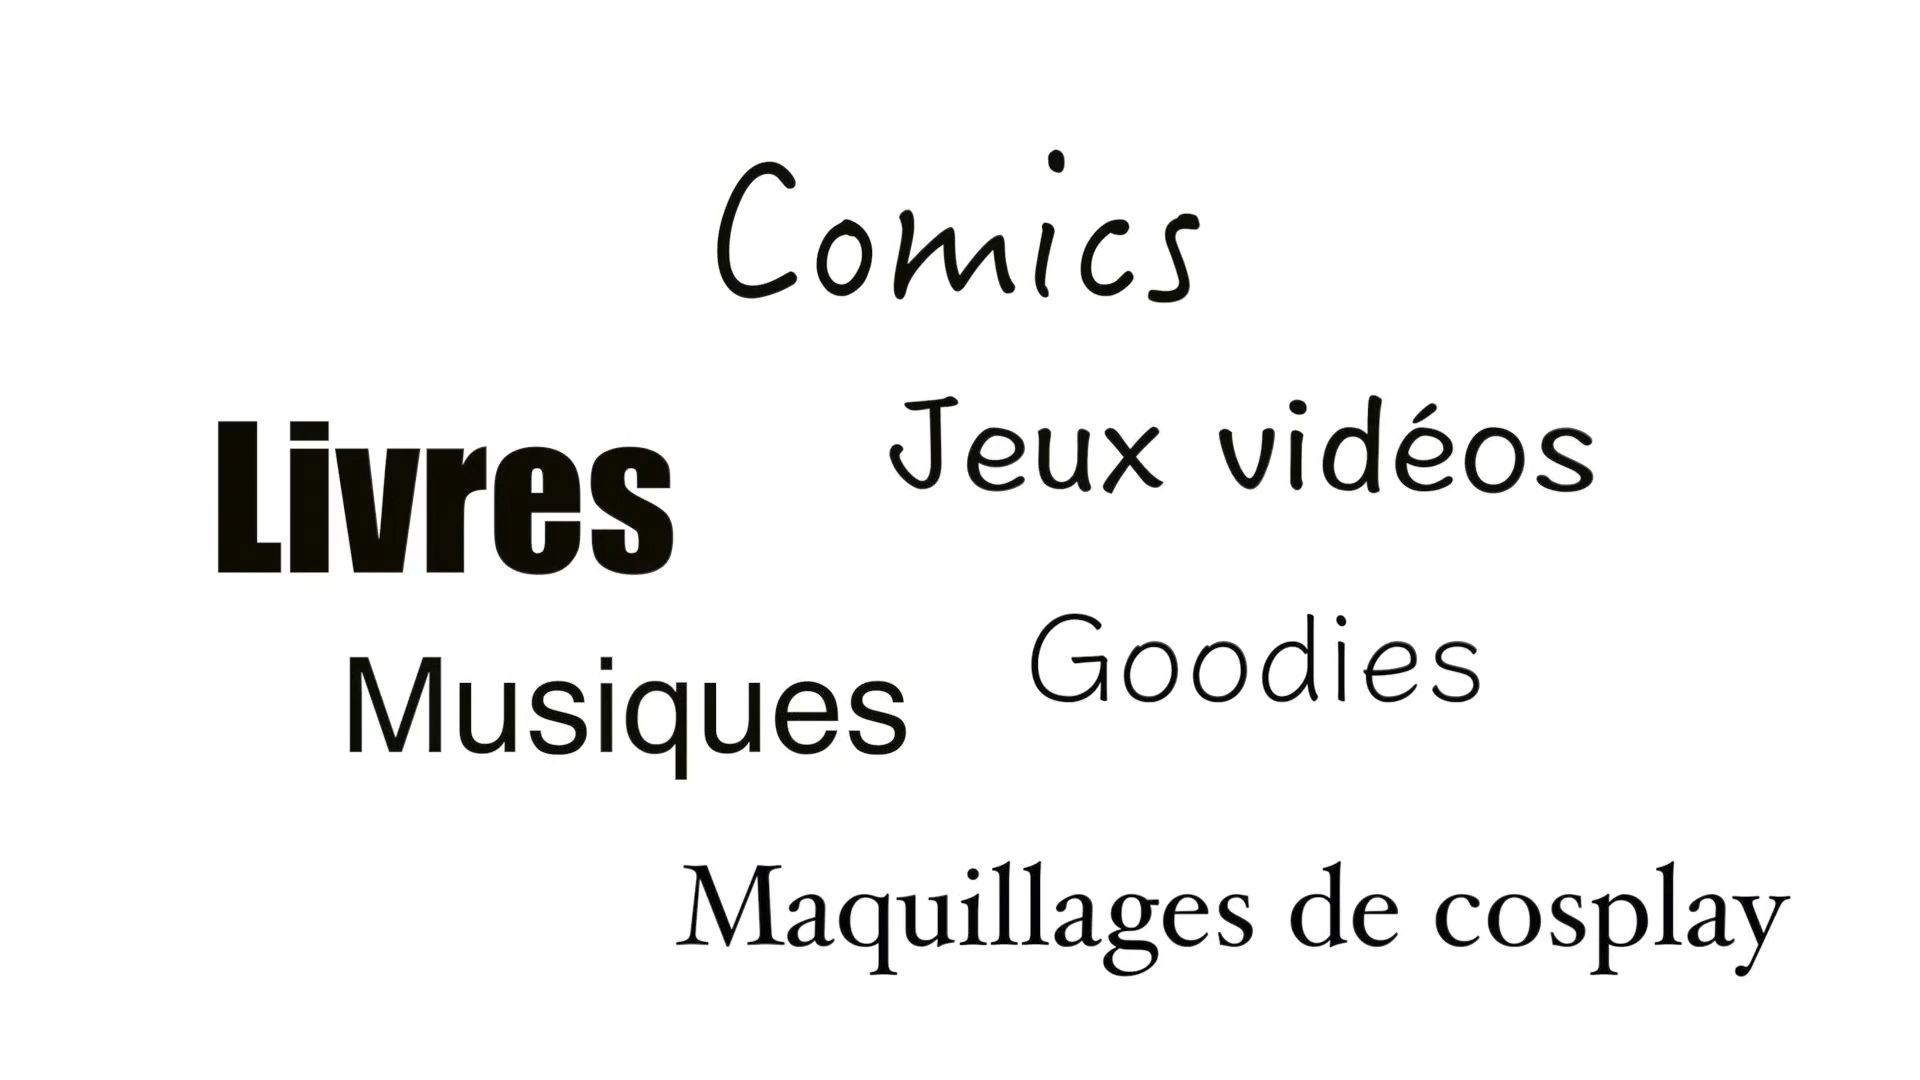 Comics
Jeux vidéos
Livres
Goodies
Musiques
Maquillages de cosplay